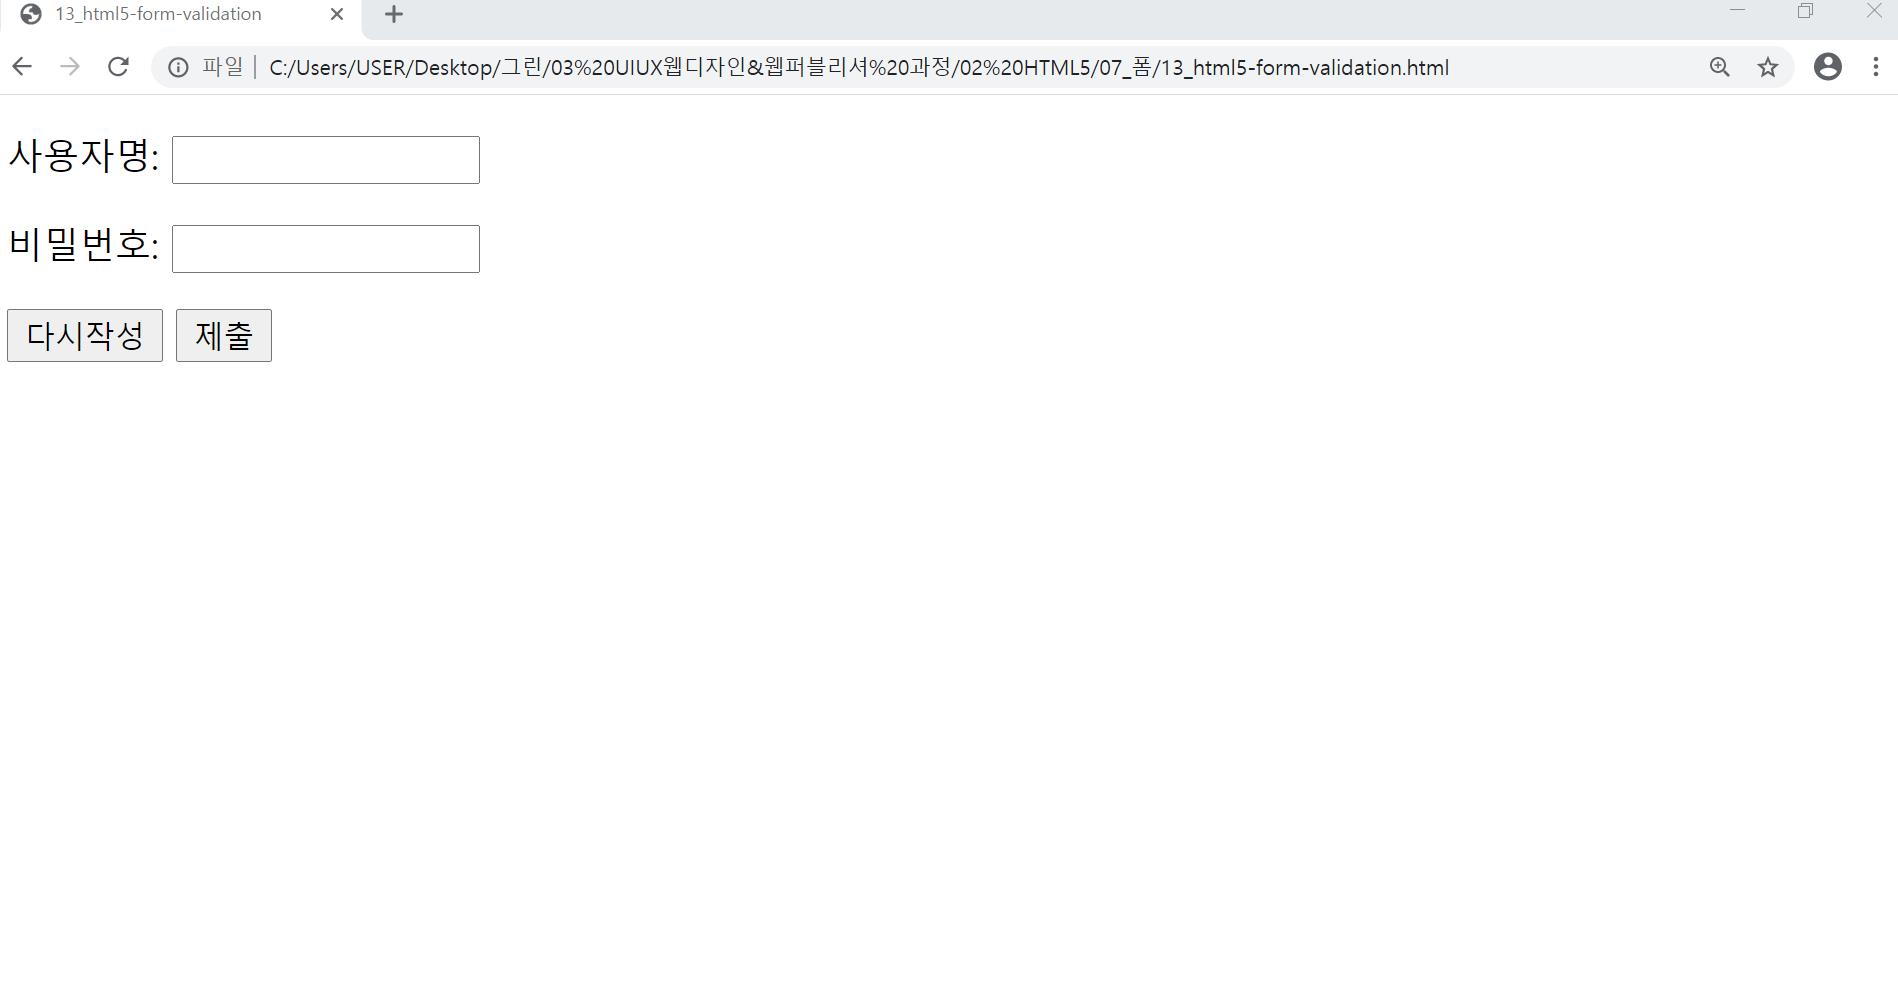 13_html5-form-validation
파일 | C:/Users/USER/Desktop/그린/03%20UIUX웹디자인&웹퍼블리셔%20과정/02%20HTML5/07_폼/13_html5-form-validation.html
사용자명:
비밀번호:
다시작성 제출